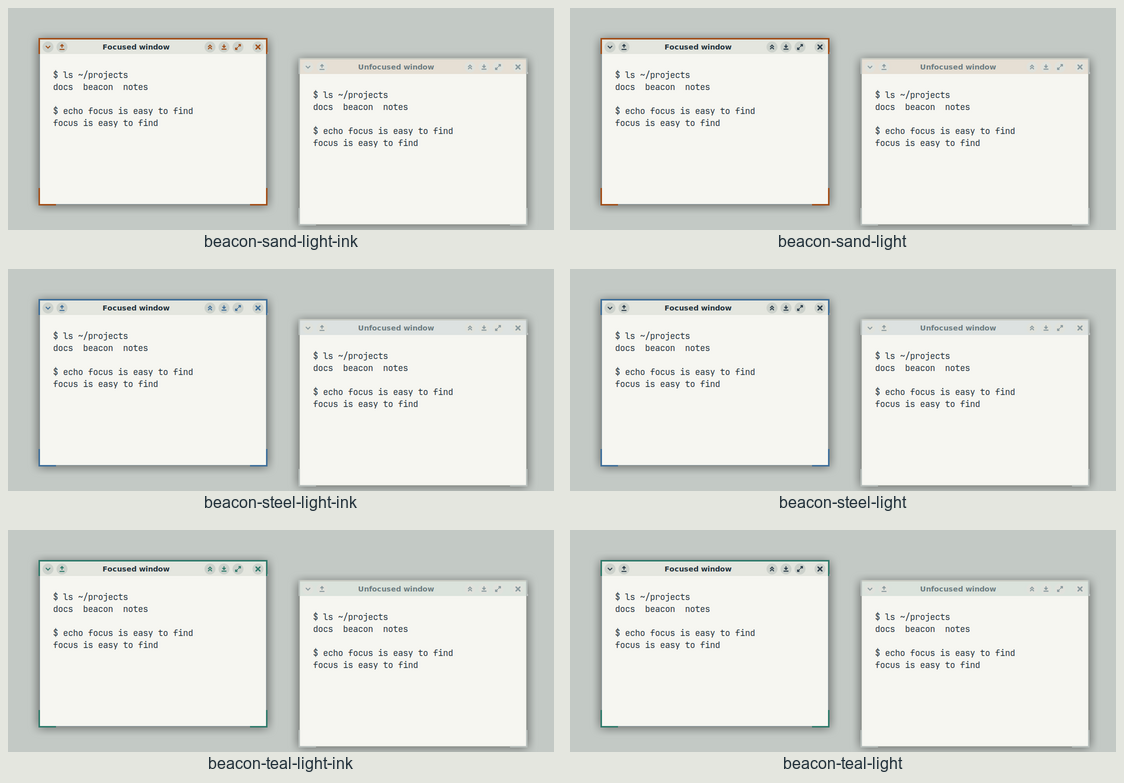 Focused window
$ ls ~/projects
docs  beacon  notes
$ echo focus is easy to find
focus is easy to find
Unfocused window
$ ls ~/projects
docs  beacon  notes
$ echo focus is easy to find
focus is easy to find
beacon-sand-light-ink
Focused window
$ ls ~/projects
docs  beacon  notes
$ echo focus is easy to find
focus is easy to find
Unfocused window
$ ls ~/projects
docs  beacon  notes
$ echo focus is easy to find
focus is easy to find
beacon-sand-light
Focused window
$ ls ~/projects
docs  beacon  notes
$ echo focus is easy to find
focus is easy to find
Unfocused window
$ ls ~/projects
docs  beacon  notes
$ echo focus is easy to find
focus is easy to find
beacon-steel-light-ink
Focused window
$ ls ~/projects
docs  beacon  notes
$ echo focus is easy to find
focus is easy to find
Unfocused window
$ ls ~/projects
docs  beacon  notes
$ echo focus is easy to find
focus is easy to find
beacon-steel-light
Focused window
$ ls ~/projects
docs  beacon  notes
$ echo focus is easy to find
focus is easy to find
Unfocused window
$ ls ~/projects
docs  beacon  notes
$ echo focus is easy to find
focus is easy to find
beacon-teal-light-ink
Focused window
$ ls ~/projects
docs  beacon  notes
$ echo focus is easy to find
focus is easy to find
Unfocused window
$ ls ~/projects
docs  beacon  notes
$ echo focus is easy to find
focus is easy to find
beacon-teal-light